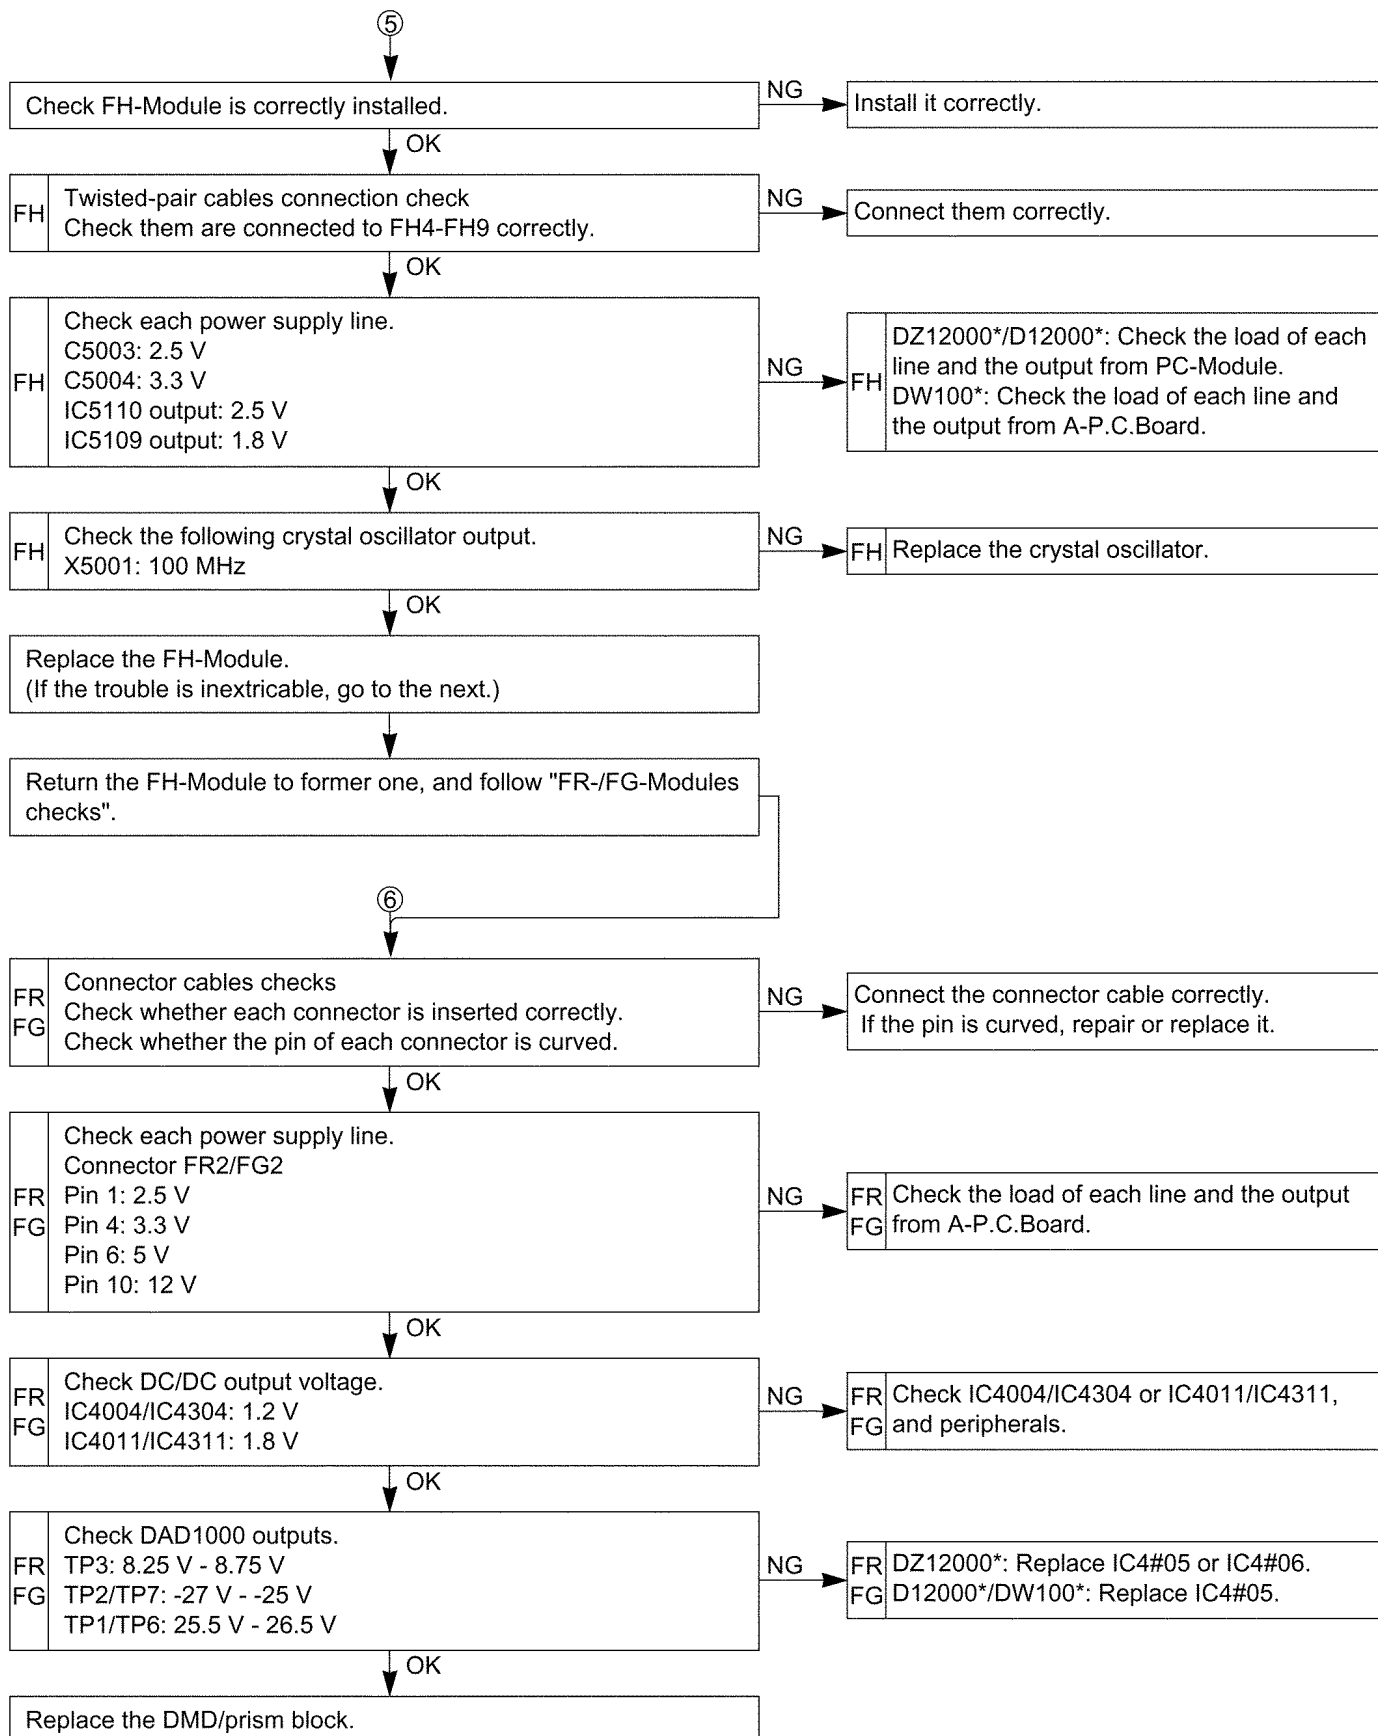 ⑤
Check FH-Module is correctly installed.
NG
Install it correctly.
OK
FH
Twisted-pair cables connection check
Check them are connected to FH4-FH9 correctly.
NG
Connect them correctly.
OK
FH
Check each power supply line.
C5003: 2.5 V
C5004: 3.3 V
IC5110 output: 2.5 V
IC5109 output: 1.8 V
NG
FH
DZ12000*/D12000*: Check the load of each
line and the output from PC-Module.
DW100*: Check the load of each line and
the output from A-P.C.Board.
OK
FH
Check the following crystal oscillator output.
X5001: 100 MHz
NG
FH
Replace the crystal oscillator.
OK
Replace the FH-Module.
(If the trouble is inextricable, go to the next.)
Return the FH-Module to former one, and follow "FR-/FG-Modules
checks".
⑥
FR
FG
Connector cables checks
Check whether each connector is inserted correctly.
Check whether the pin of each connector is curved.
NG
Connect the connector cable correctly.
If the pin is curved, repair or replace it.
OK
FR
FG
Check each power supply line.
Connector FR2/FG2
Pin 1: 2.5 V
Pin 4: 3.3 V
Pin 6: 5 V
Pin 10: 12 V
NG
FR
FG
Check the load of each line and the output
from A-P.C.Board.
OK
FR
FG
Check DC/DC output voltage.
IC4004/IC4304: 1.2 V
IC4011/IC4311: 1.8 V
NG
FR
FG
Check IC4004/IC4304 or IC4011/IC4311,
and peripherals.
OK
FR
FG
Check DAD1000 outputs.
TP3: 8.25 V - 8.75 V
TP2/TP7: -27 V - -25 V
TP1/TP6: 25.5 V - 26.5 V
NG
FR
FG
DZ12000*: Replace IC4#05 or IC4#06.
D12000*/DW100*: Replace IC4#05.
OK
Replace the DMD/prism block.